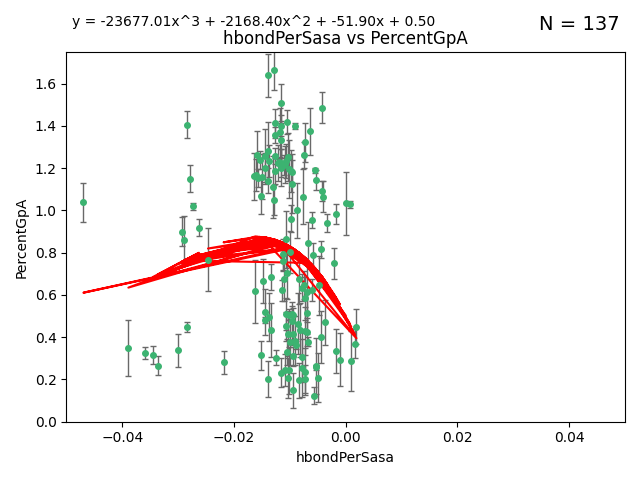 y = -23677.01x^3 + -2168.40x^2 + -51.90x + 0.50
N = 137
hbondPerSasa vs PercentGpA
1.6
1.4
1.2
1.0
0.8
0.6
0.4
0.2
0.0
PercentGpA
−0.04
−0.02
0.00
0.02
0.04
hbondPerSasa